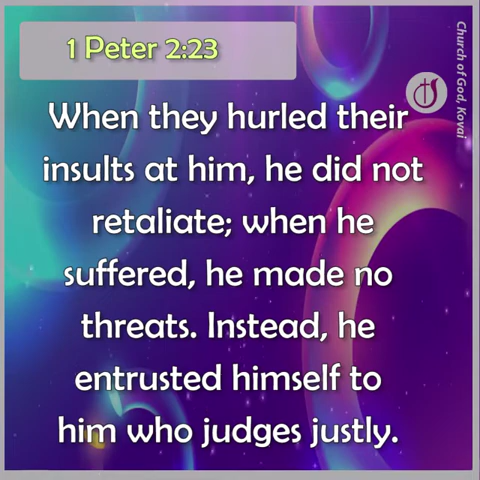 1 Peter 2:23
When they hurled their
insults at him, he did not
retaliate; when he
suffered, he made no
threats. Instead, he
entrusted himself to
him who judges justly.
Church of God, Kovai